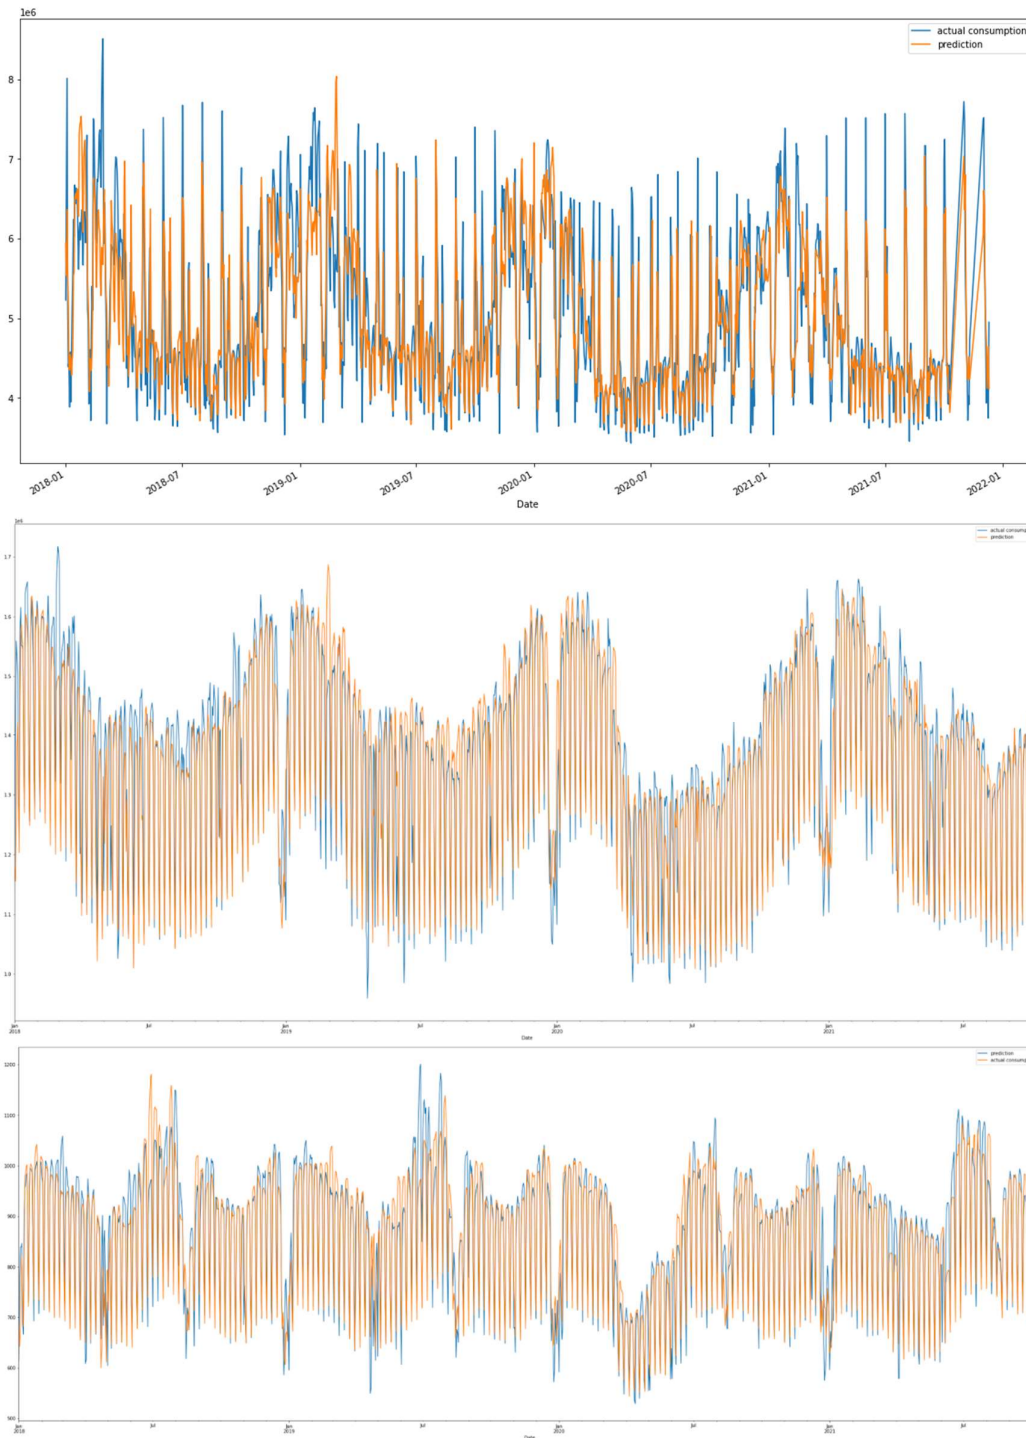 1e6
actual consumption
prediction
8
7
6
5
4
2018-01
2018-07
2019-01
2019-07
2020-01
2020-07
2021-01
2021-07
2022-01
Date
1e6
actual consump
prediction
1.7
1.6
1.5
1.4
1.3
1.2
1.1
1.0
Jan Jul Jan Jul Jan Jul Jan Jul
2018 2019 2020 2021
Date
prediction
actual consump
1200
1100
1000
900
800
700
600
500
Jan Jul Jan Jul Jan Jul Jan Jul
2018 2019 2020 2021
Date